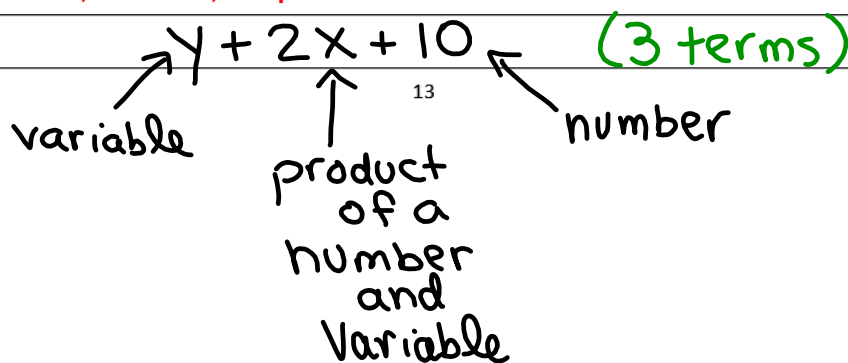 y + 2x + 10 (3 terms)
13
variable
number
product
of a
number
and
Variable